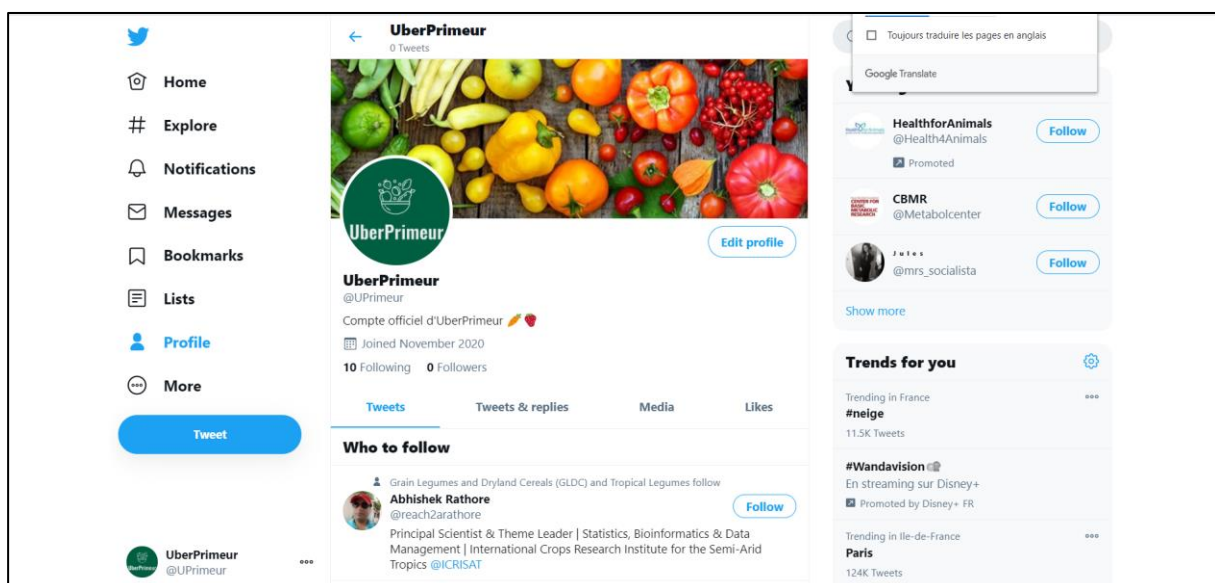 Home
Explore
Notifications
Messages
Bookmarks
Lists
Profile
More
Tweet
UberPrimeur
@UPrimeur
UberPrimeur
0 Tweets
UberPrimeur
Edit profile
UberPrimeur
@UPrimeur
Compte officiel d'UberPrimeur 🥕🍓
Joined November 2020
10 Following 0 Followers
Tweets Tweets & replies Media Likes
Who to follow
Grain Legumes and Dryland Cereals (GLDC) and Tropical Legumes follow
Abhishek Rathore
@reach2arathore
Follow
Principal Scientist & Theme Leader | Statistics, Bioinformatics & Data
Management | International Crops Research Institute for the Semi-Arid
Tropics @ICRISAT
Toujours traduire les pages en anglais
Google Translate
HealthforAnimals
@Health4Animals
Promoted
Follow
CBMR
@Metabolcenter
Follow
Jules
@mrs_socialista
Follow
Show more
Trends for you
Trending in France
#neige
11.5K Tweets
#Wandavision
En streaming sur Disney+
Promoted by Disney+ FR
Trending in Ile-de-France
Paris
124K Tweets